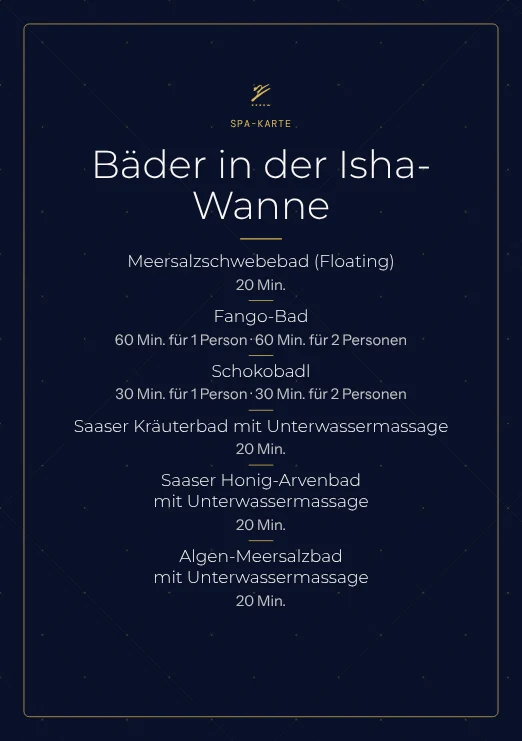 SPA-KARTE
Bäder in der Isha-
Wanne
Meersalzschwebebad (Floating)
20 Min.
Fango-Bad
60 Min. für 1 Person · 60 Min. für 2 Personen
Schokobadl
30 Min. für 1 Person · 30 Min. für 2 Personen
Saaser Kräuterbad mit Unterwassermassage
20 Min.
Saaser Honig-Arvenbad
mit Unterwassermassage
20 Min.
Algen-Meersalzbad
mit Unterwassermassage
20 Min.